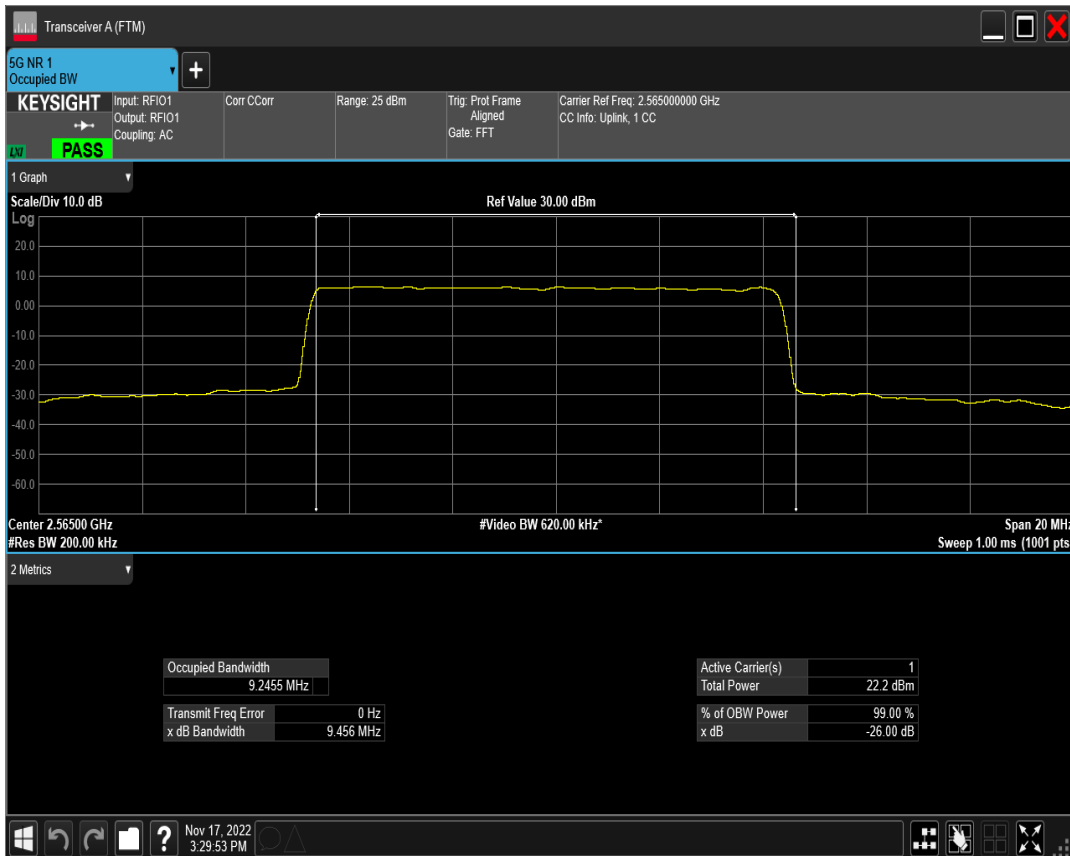 Transceiver A (FTM)
5G NR 1
Occupied BW
+
KEYSIGHT
LXI
PASS
Input: RFIO1
Output: RFIO1
Coupling: AC
Corr CCorr
Range: 25 dBm
Trig: Prot Frame
Aligned
Gate: FFT
Carrier Ref Freq: 2.565000000 GHz
CC Info: Uplink, 1 CC
1 Graph
Scale/Div 10.0 dB
Ref Value 30.00 dBm
Log
20.0
10.0
0.00
-10.0
-20.0
-30.0
-40.0
-50.0
-60.0
Center 2.56500 GHz
#Video BW 620.00 kHz*
Span 20 MHz
#Res BW 200.00 kHz
Sweep 1.00 ms (1001 pts
2 Metrics
Occupied Bandwidth
9.2455 MHz
Transmit Freq Error 0 Hz
x dB Bandwidth 9.456 MHz
Active Carrier(s) 1
Total Power 22.2 dBm
% of OBW Power 99.00 %
x dB -26.00 dB
?
Nov 17, 2022
3:29:53 PM